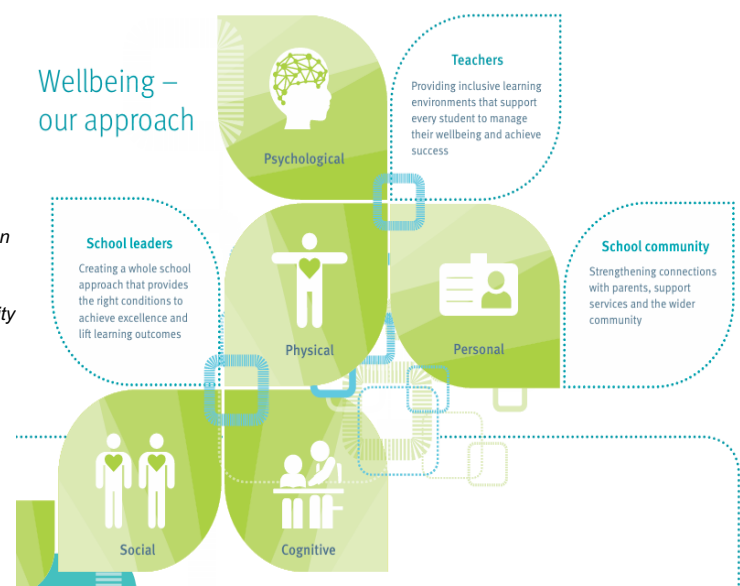 Wellbeing –
our approach
Psychological
Teachers
Providing inclusive learning
environments that support
every student to manage
their wellbeing and achieve
success
School leaders
Creating a whole school
approach that provides
the right conditions to
achieve excellence and
lift learning outcomes
Physical
Personal
School community
Strengthening connections
with parents, support
services and the wider
community
Social
Cognitive